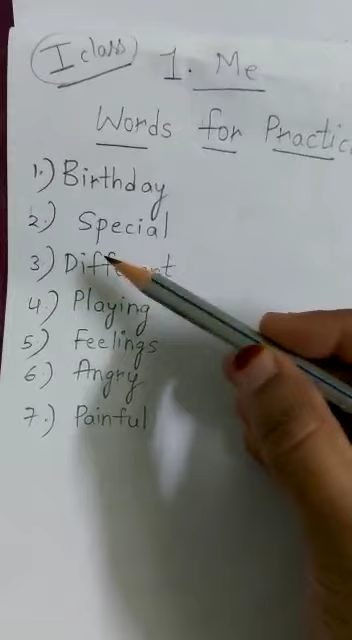 I class
1. Me
Words for Practic
1.) Birthday
2.) Special
3.) Different
4.) Playing
5.) Feelings
6.) Angry
7.) Painful